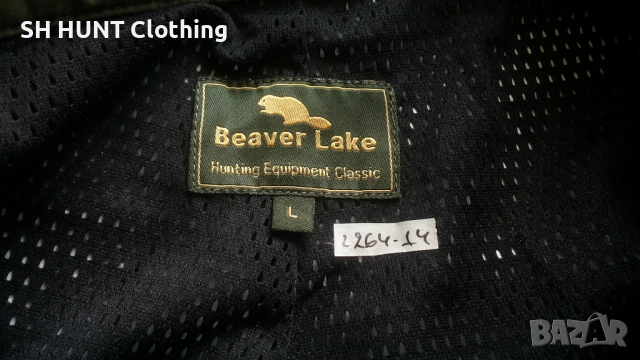 SH HUNT Clothing
Beaver Lake
Hunting Equipment Classic
L
2264-14
BAZAR